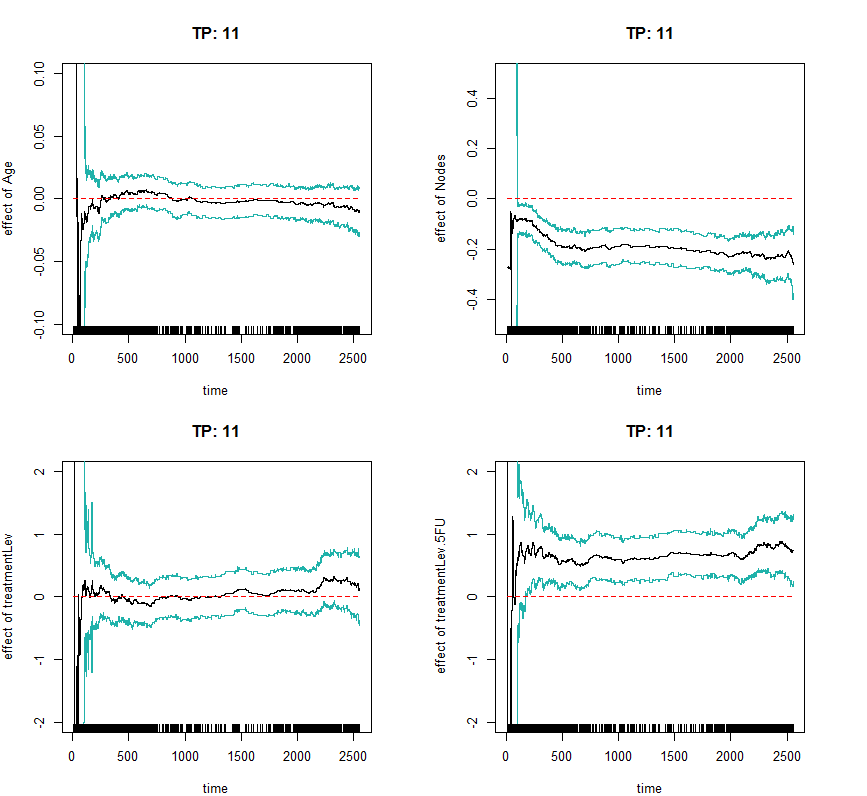 TP: 11
effect of Age
0.10
0.05
0.00
-0.05
-0.10
0 500 1000 1500 2000 2500
time
TP: 11
effect of Nodes
0.4
0.2
0.0
-0.2
-0.4
0 500 1000 1500 2000 2500
time
TP: 11
effect of treatmentLev
2
1
0
-1
-2
0 500 1000 1500 2000 2500
time
TP: 11
effect of treatmentLev.5FU
2
1
0
-1
-2
0 500 1000 1500 2000 2500
time